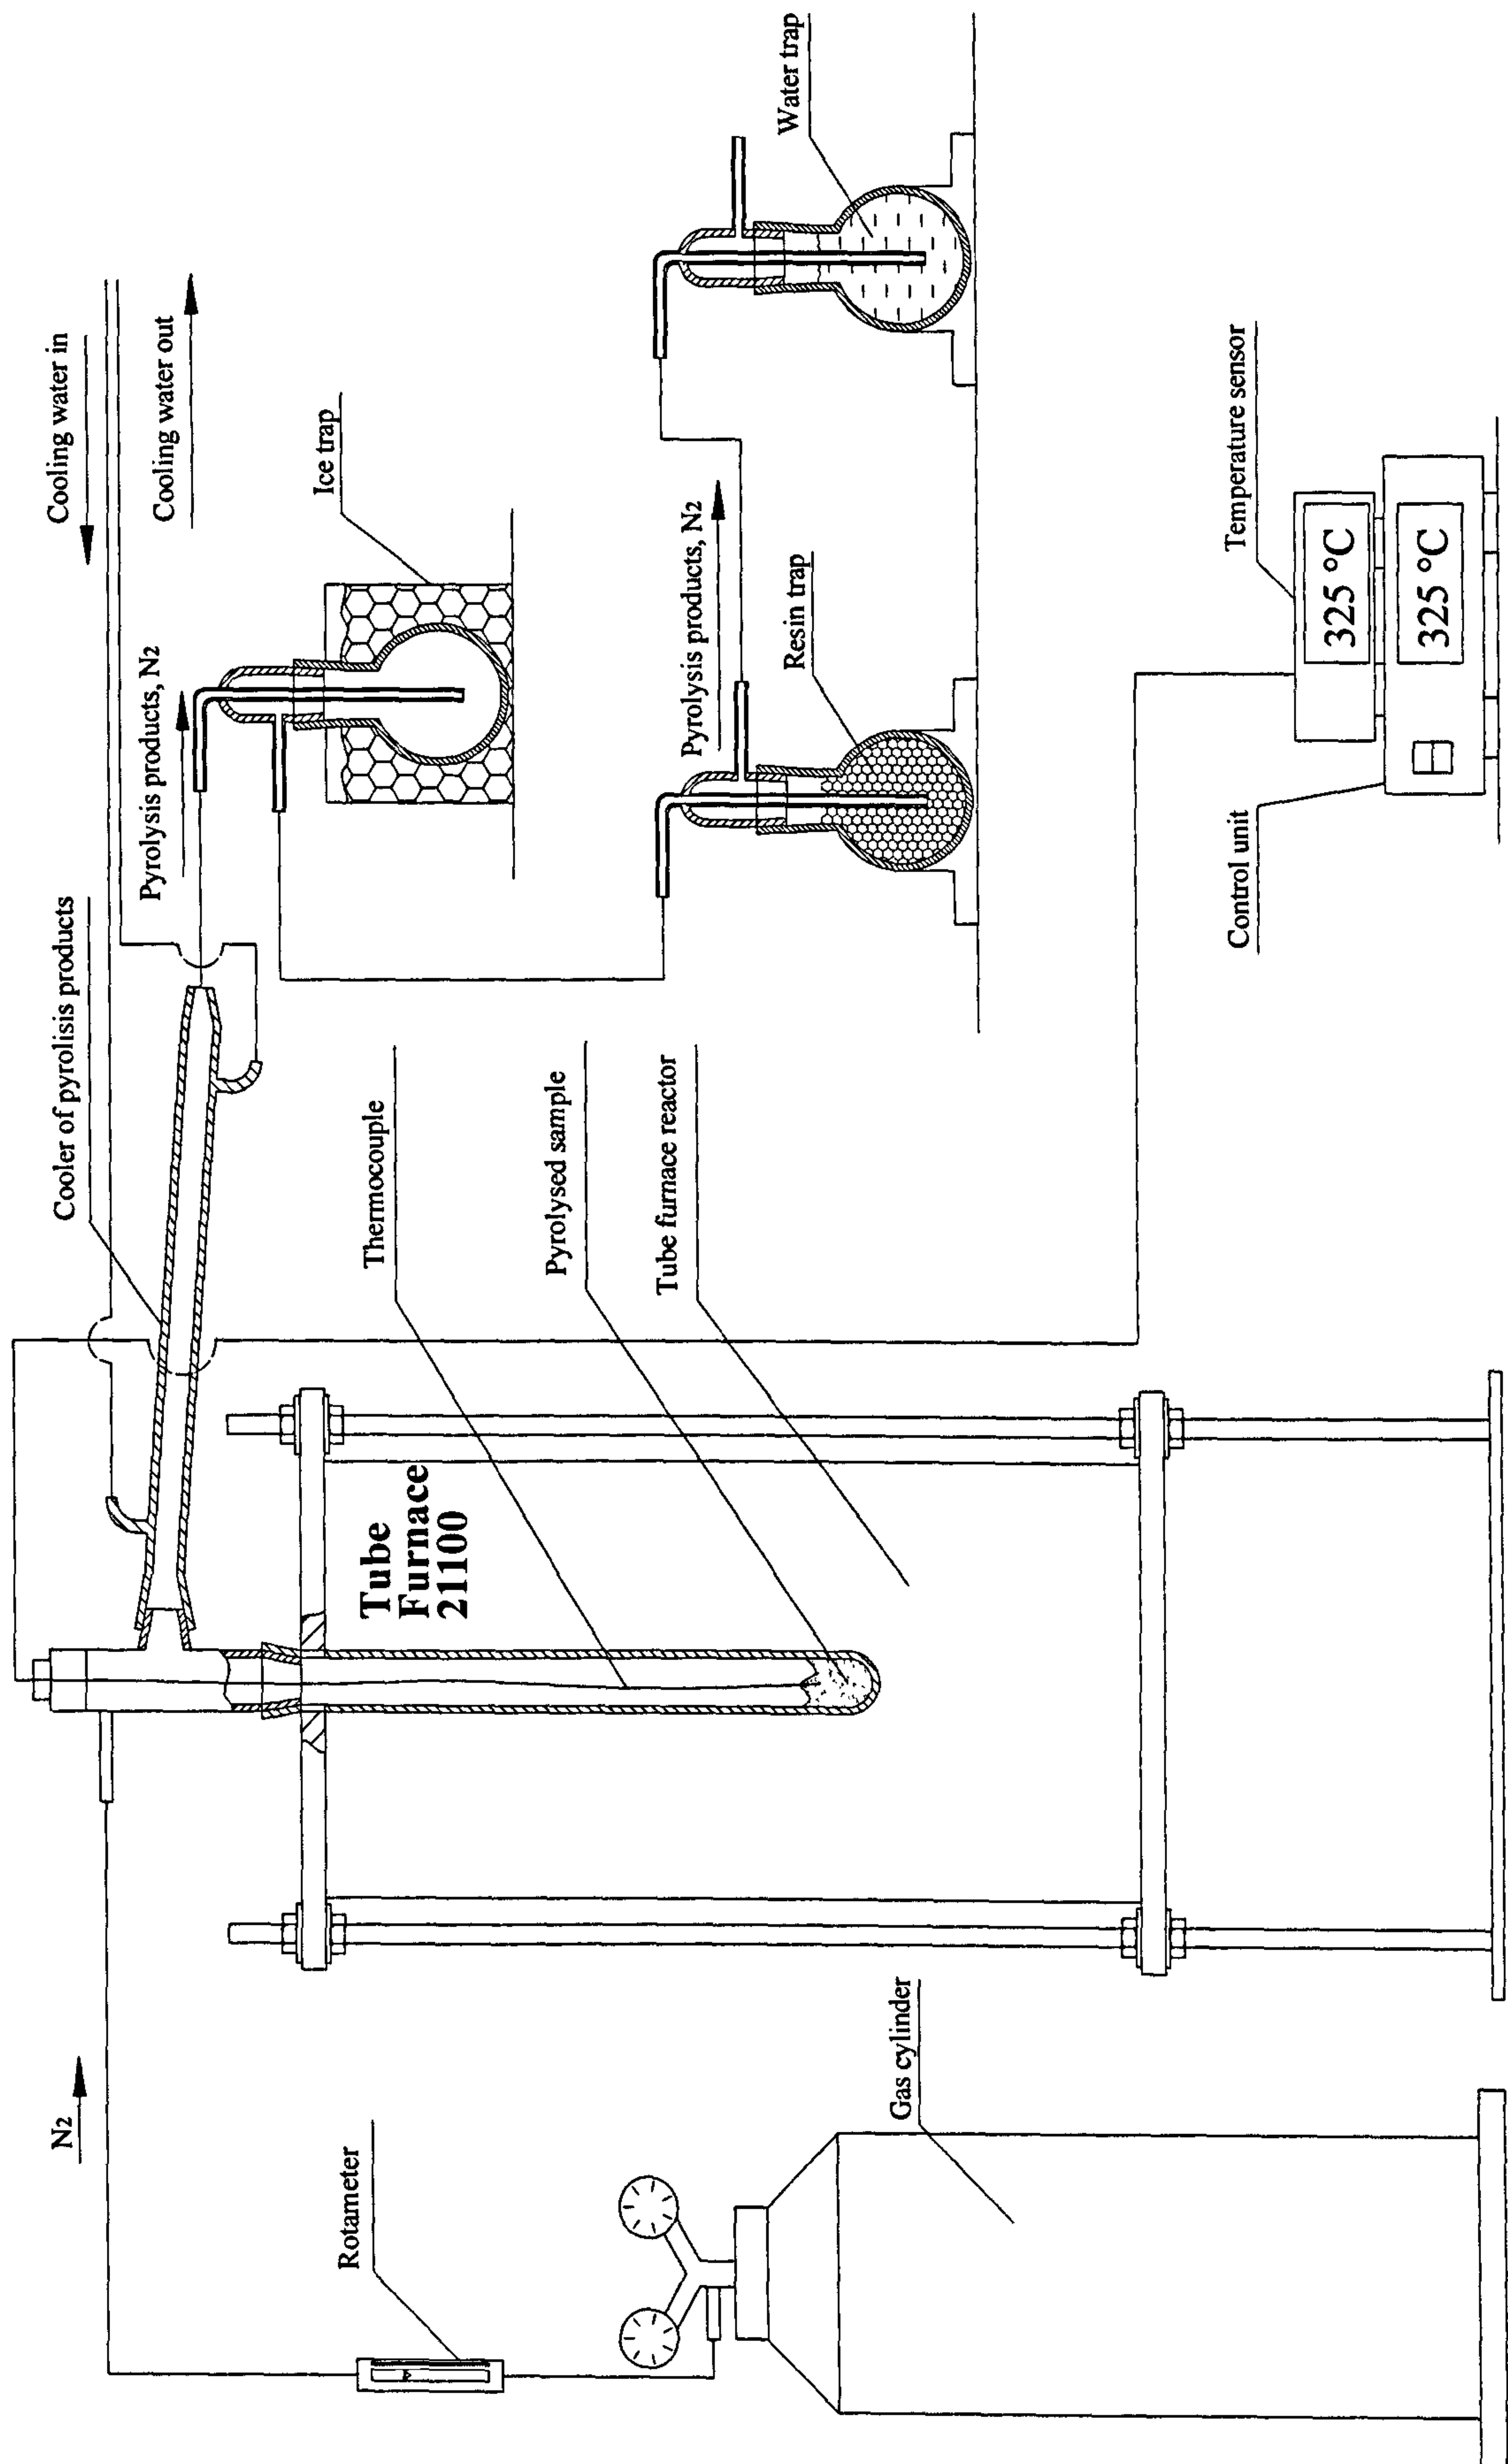 Cooling water in
Cooling water out
N2
Cooler of pyrolisis products
Pyrolysis products, N2
Ice trap
Rotameter
Tube
Furnace
21100
Thermocouple
Pyrolysed sample
Tube furnace reactor
Pyrolysis products, N2
Resin trap
Water trap
Gas cylinder
Control unit
Temperature sensor
325 °C
325 °C